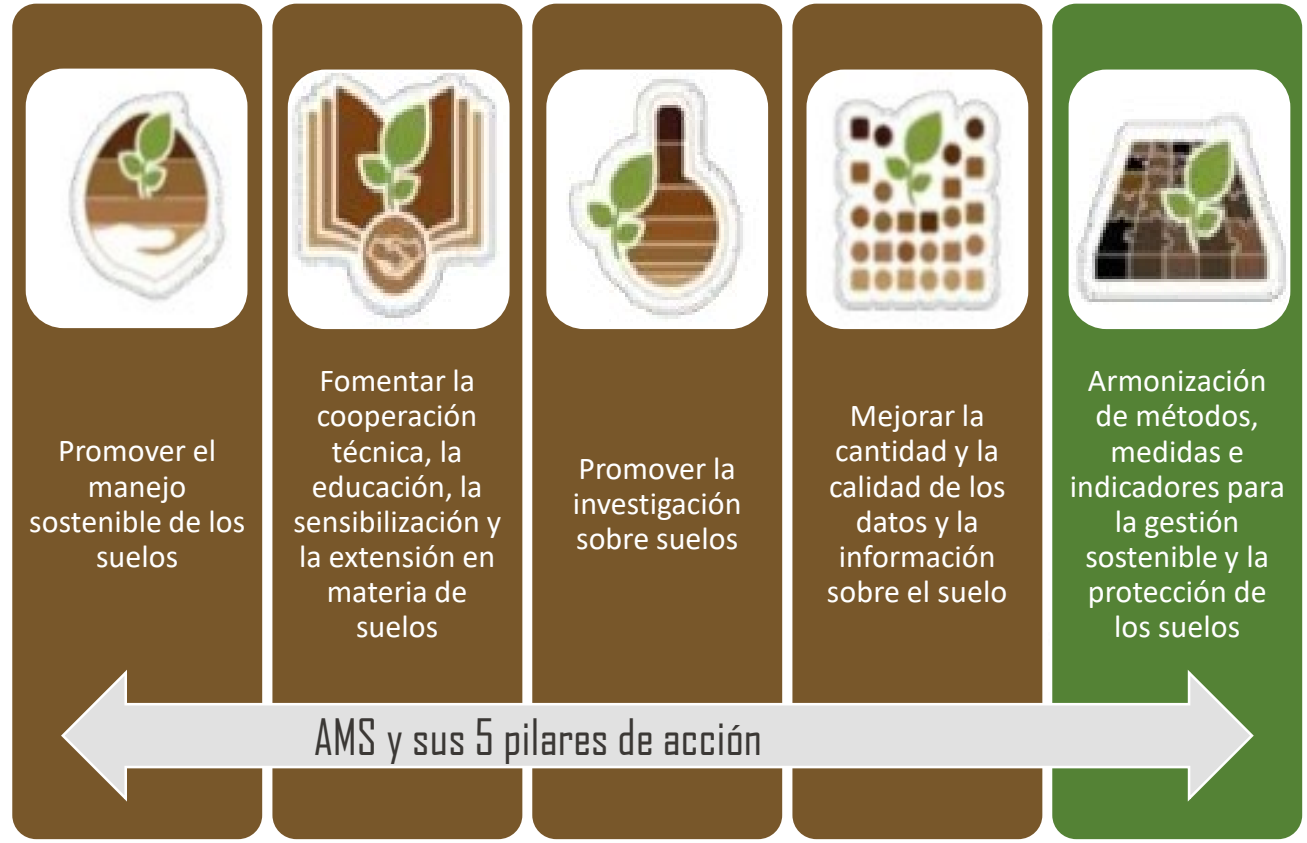 Promover el
manejo
sostenible de los
suelos
Fomentar la
cooperación
técnica, la
educación, la
sensibilización y
la extensión en
materia de
suelos
Promover la
investigación
sobre suelos
Mejorar la
cantidad y la
calidad de los
datos y la
información
sobre el suelo
Armonización
de métodos,
medidas e
indicadores para
la gestión
sostenible y la
protección de
los suelos
AMS y sus 5 pilares de acción